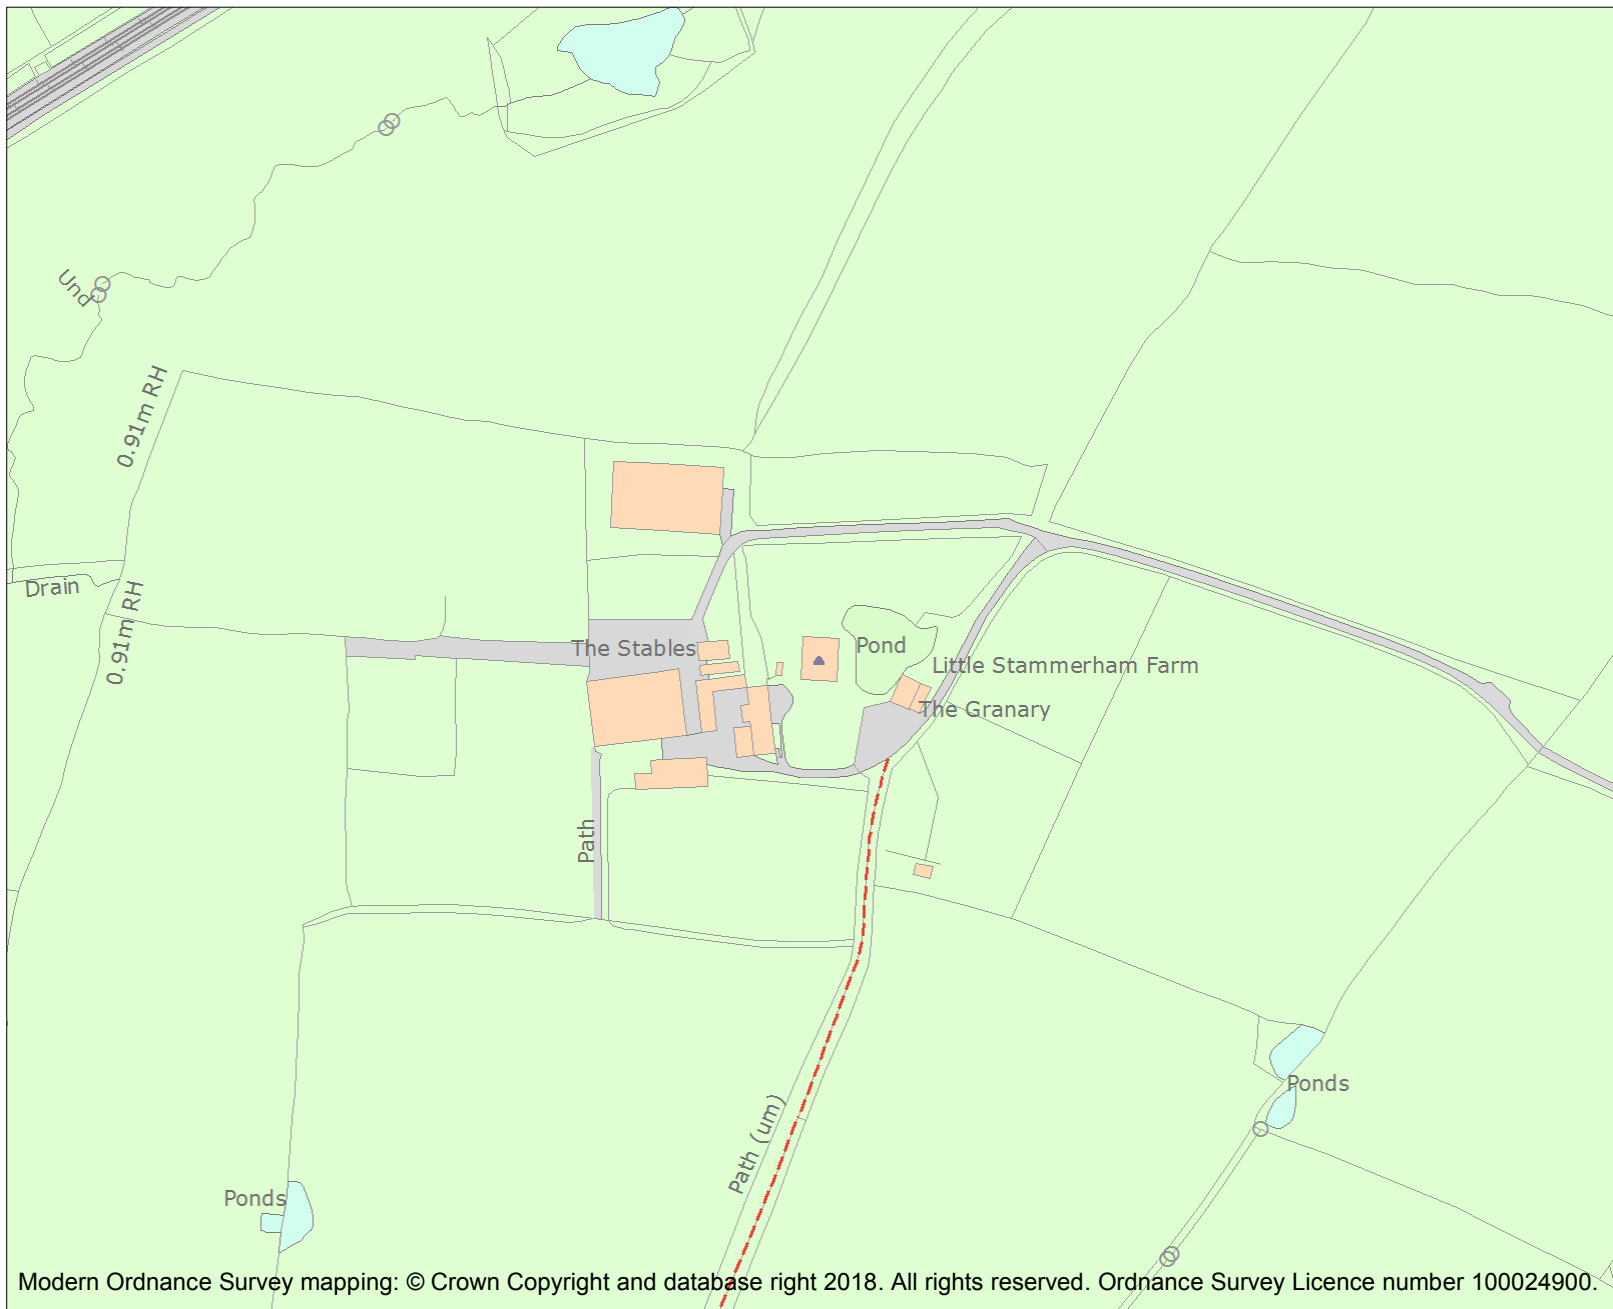 Und
0.91m RH
Drain
0.91m RH
The Stables
Pond
Little Stammerham Farm
The Granary
Path
Path (um)
Ponds
Ponds
Modern Ordnance Survey mapping: © Crown Copyright and database right 2018. All rights reserved. Ordnance Survey Licence number 100024900.